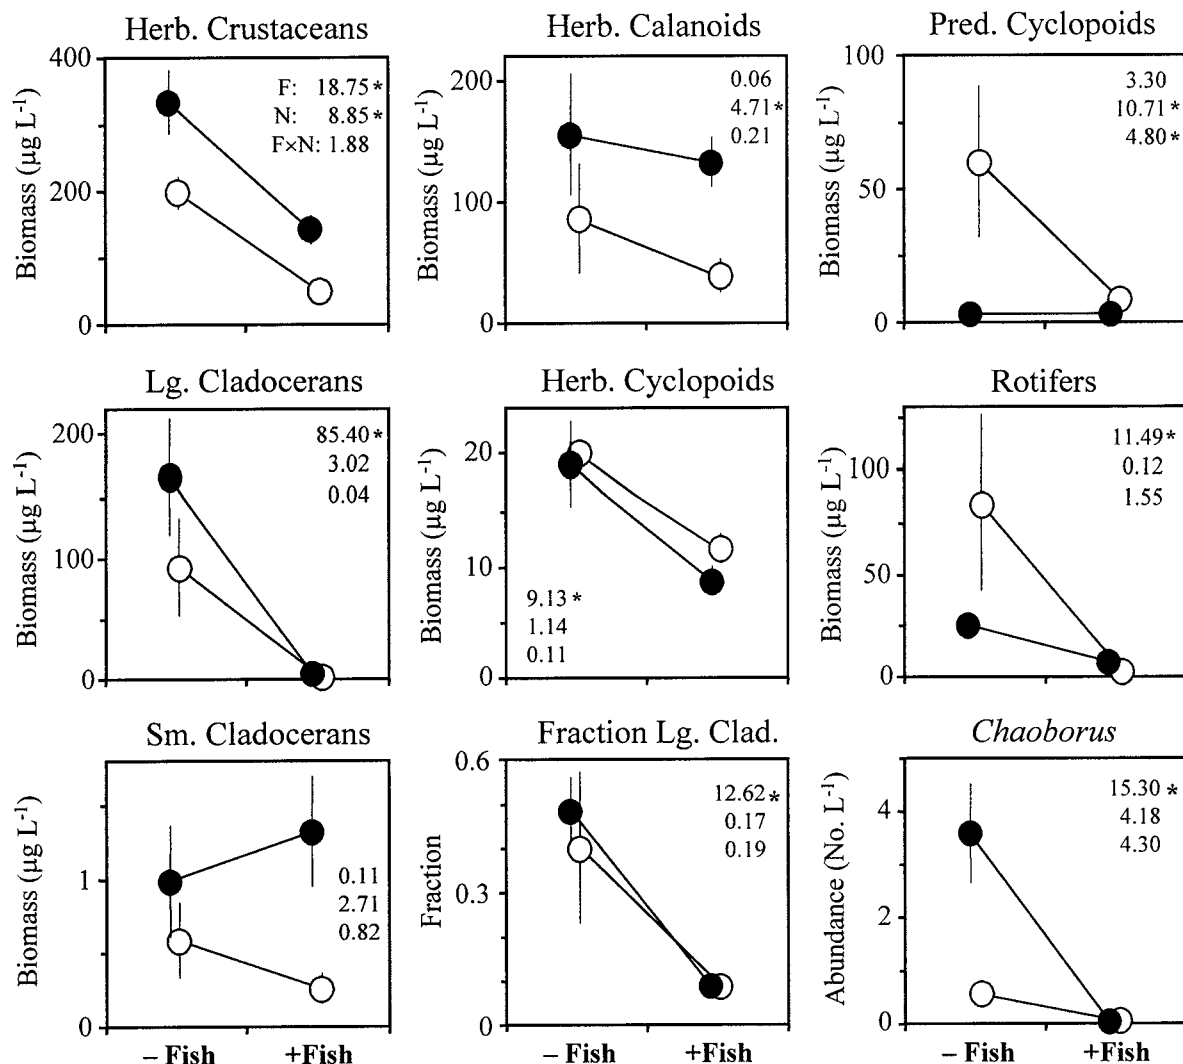 Herb. Crustaceans
Biomass (µg L⁻¹)
400
200
0
F: 18.75 *
N: 8.85 *
F×N: 1.88
Herb. Calanoids
Biomass (µg L⁻¹)
200
100
0
0.06
4.71 *
0.21
Pred. Cyclopoids
Biomass (µg L⁻¹)
100
50
0
3.30
10.71 *
4.80 *
Lg. Cladocerans
Biomass (µg L⁻¹)
200
100
0
85.40 *
3.02
0.04
Herb. Cyclopoids
Biomass (µg L⁻¹)
20
10
0
9.13 *
1.14
0.11
Rotifers
Biomass (µg L⁻¹)
100
50
0
11.49 *
0.12
1.55
Sm. Cladocerans
Biomass (µg L⁻¹)
1
0
0.11
2.71
0.82
– Fish +Fish
Fraction Lg. Clad.
Fraction
0.6
0.3
0
12.62 *
0.17
0.19
– Fish +Fish
Chaoborus
Abundance (No. L⁻¹)
4
2
0
15.30 *
4.18
4.30
– Fish +Fish